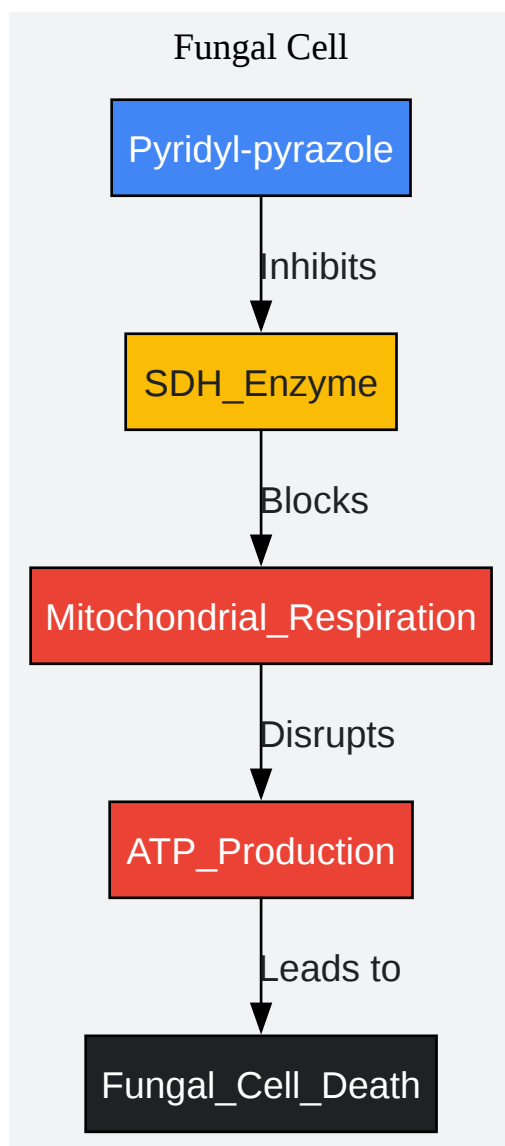 Fungal Cell
Pyridyl-pyrazole
Inhibits
SDH_Enzyme
Blocks
Mitochondrial_Respiration
Disrupts
ATP_Production
Leads to
Fungal_Cell_Death